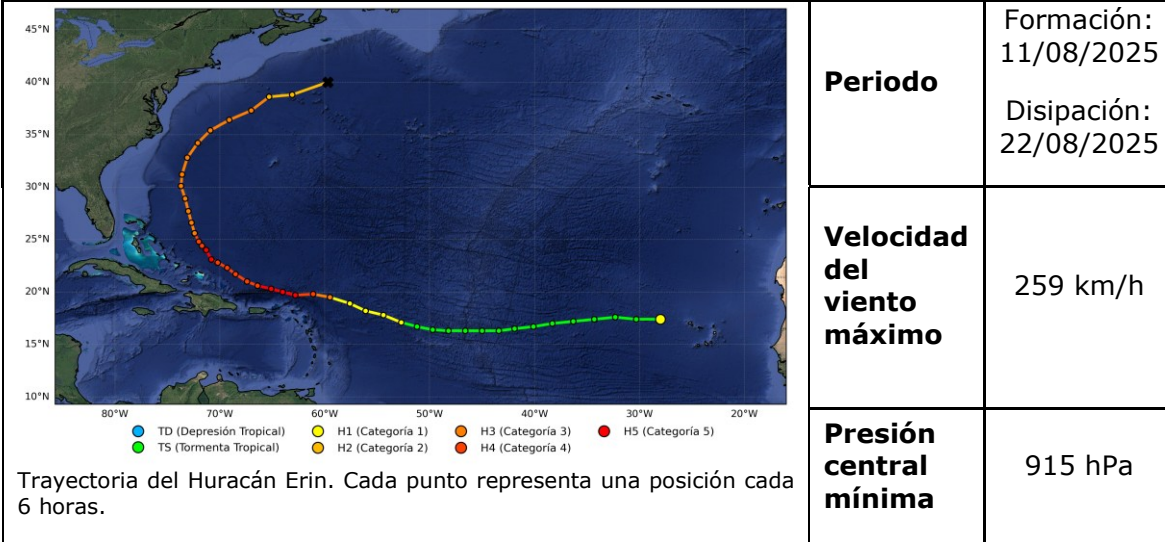 45°N
40°N
35°N
30°N
25°N
20°N
15°N
10°N
80°W 70°W 60°W 50°W 40°W 30°W 20°W
TD (Depresión Tropical) H1 (Categoría 1) H3 (Categoría 3) H5 (Categoría 5)
TS (Tormenta Tropical) H2 (Categoría 2) H4 (Categoría 4)
Trayectoria del Huracán Erin. Cada punto representa una posición cada
6 horas.
Periodo
Formación:
11/08/2025
Disipación:
22/08/2025
Velocidad
del
viento
máximo
259 km/h
Presión
central
mínima
915 hPa